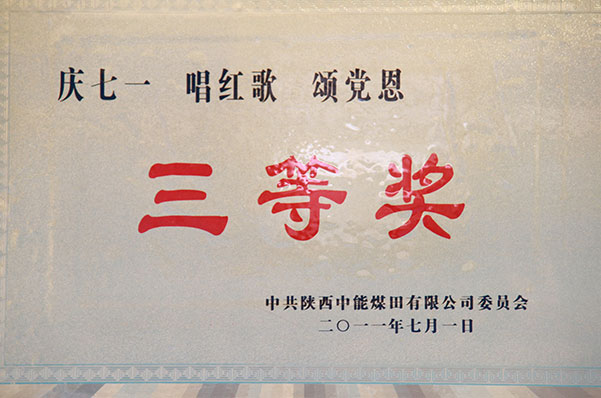 庆七一 唱红歌 颂党恩
三等奖
中共陕西中能煤田有限公司委员会
二〇一一年七月一日